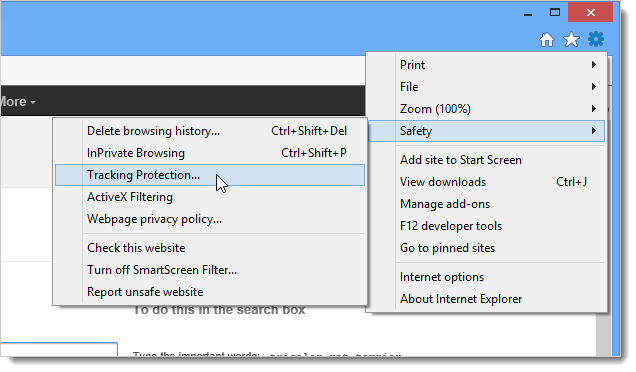 More
Print
File
Zoom (100%)
Safety
Add site to Start Screen
View downloads Ctrl+J
Manage add-ons
F12 developer tools
Go to pinned sites
Internet options
About Internet Explorer
Delete browsing history... Ctrl+Shift+Del
InPrivate Browsing Ctrl+Shift+P
Tracking Protection...
ActiveX Filtering
Webpage privacy policy...
Check this website
Turn off SmartScreen Filter...
Report unsafe website
To do this in the search box
Type the important words: